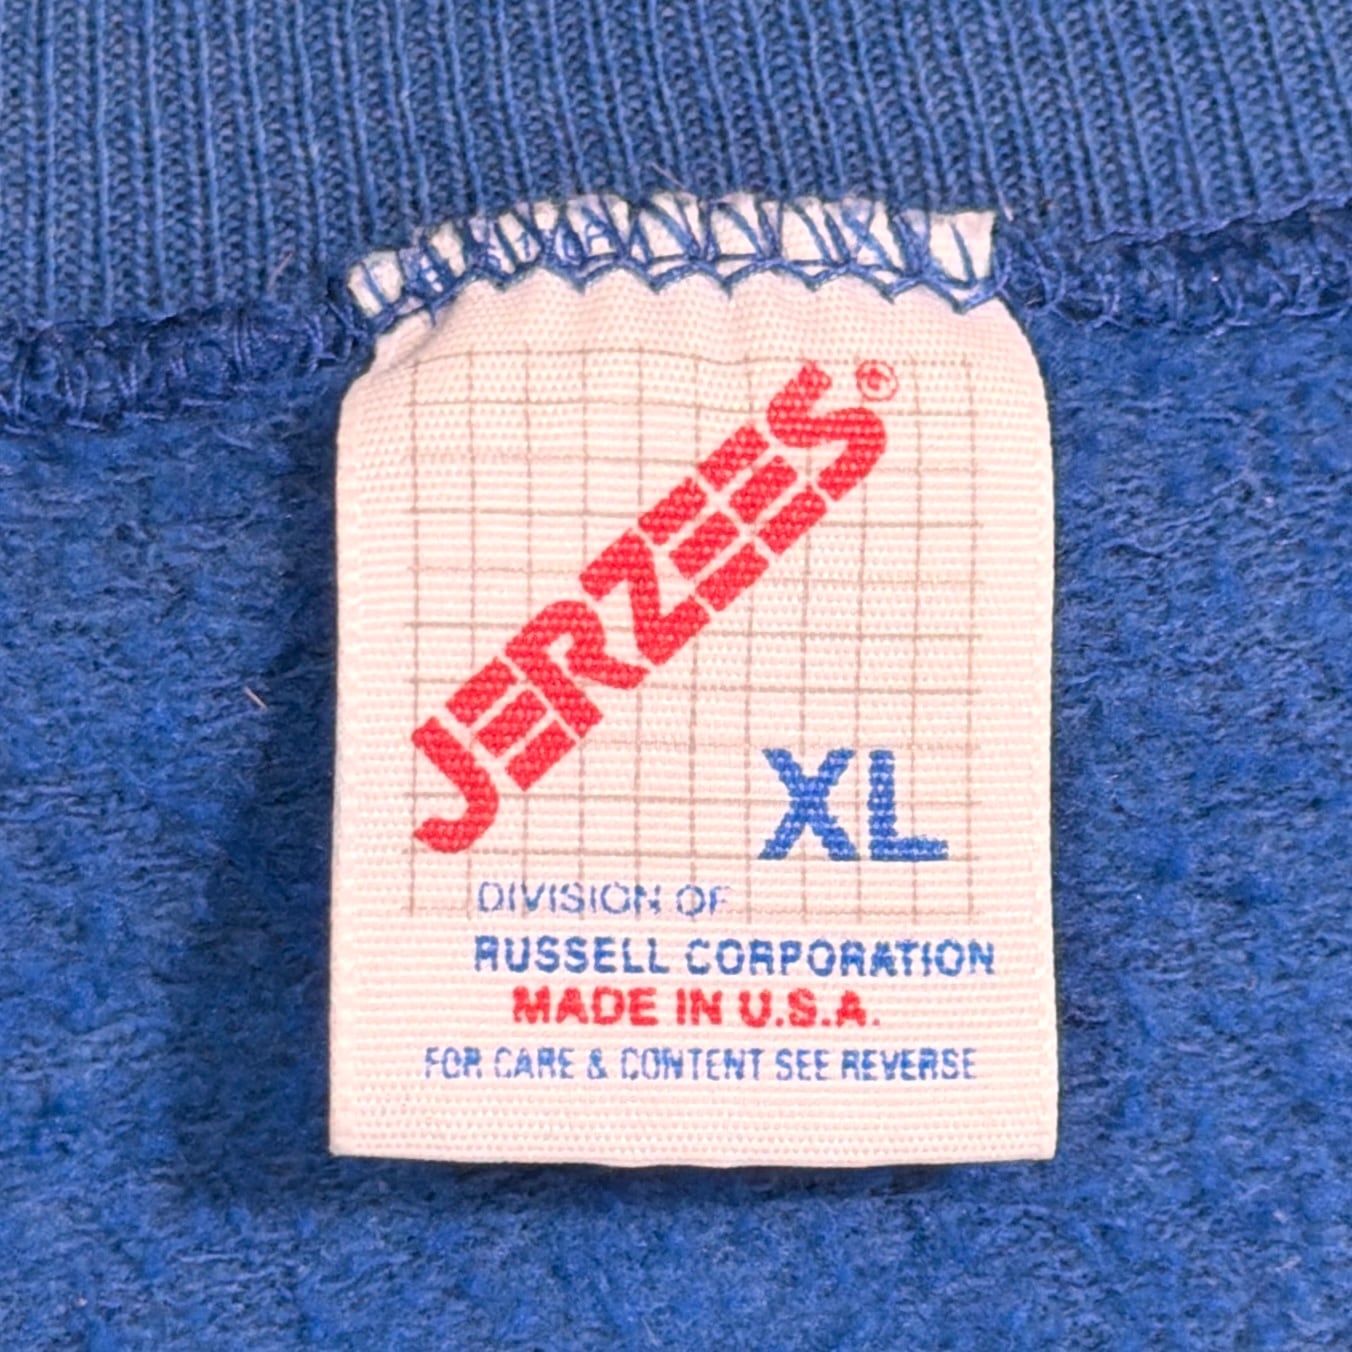 JERZEES®
XL
DIVISION OF
RUSSELL CORPORATION
MADE IN U.S.A.
FOR CARE & CONTENT SEE REVERSE